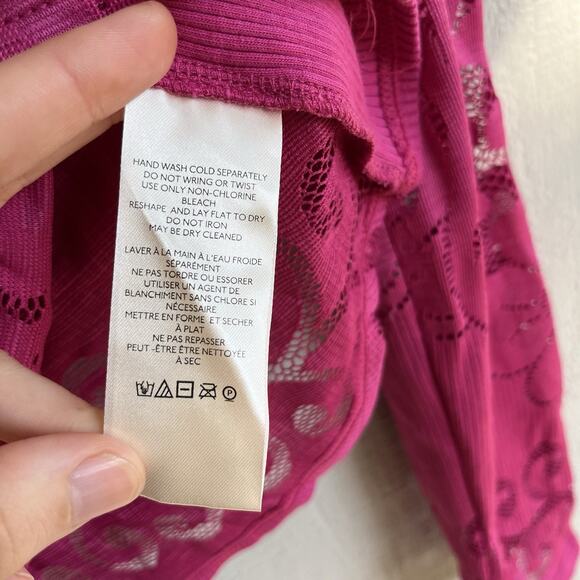 HAND WASH COLD SEPARATELY
DO NOT WRING OR TWIST
USE ONLY NON-CHLORINE
BLEACH
RESHAPE AND LAY FLAT TO DRY
DO NOT IRON
MAY BE DRY CLEANED
LAVER À LA MAIN À L'EAU FROIDE
SÉPARÉMENT
NE PAS TORDRE OU ESSORER
UTILISER UN AGENT DE
BLANCHIMENT SANS CHLORE SI
NÉCESSAIRE
METTRE EN FORME ET SECHER
À PLAT
NE PAS REPASSER
PEUT -ÊTRE ÊTRE NETTOYÉE
À SEC
P